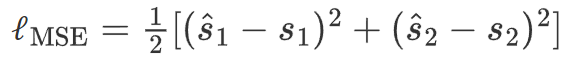 ℓ_MSE = ½[(ŝ₁ − s₁)² + (ŝ₂ − s₂)²]